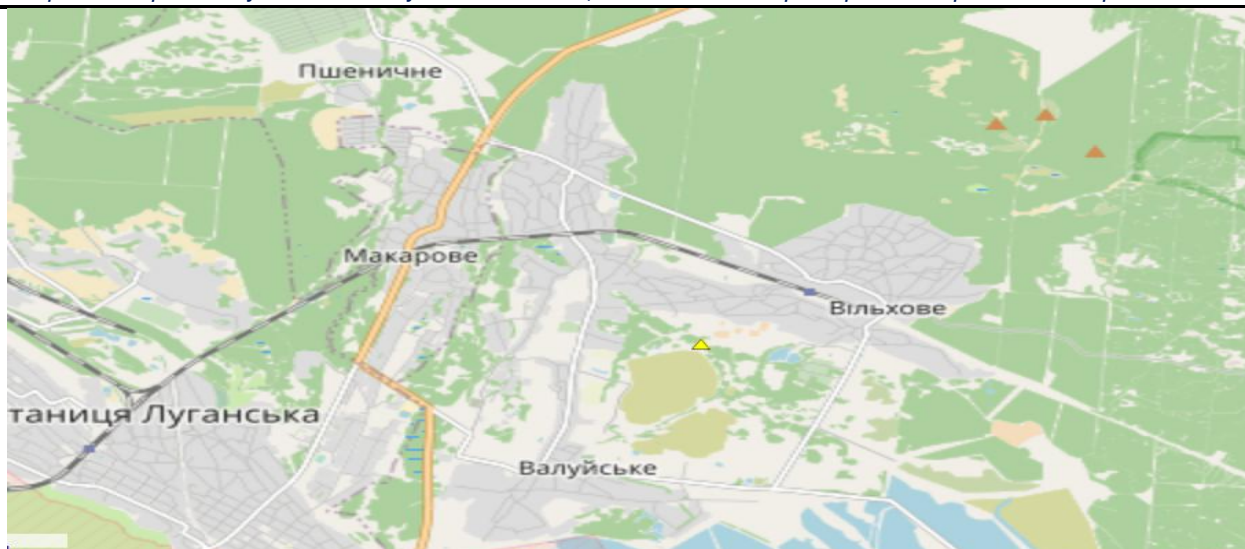 Пшеничне
Макарове
Вільхове
таниця Луганська
Валуйське